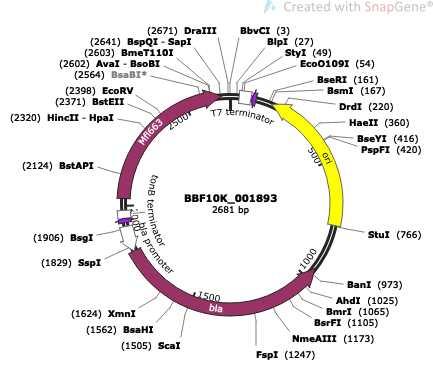 Created with SnapGene®
(2671) DraIII
BbvCI (3)
(2641) BspQI - SapI
BlpI (27)
(2603) BmeT110I
StyI (49)
(2602) AvaI - BsoBI
EcoO109I (54)
(2564) BsaBI*
BseRI (161)
(2398) EcoRV
BsmI (167)
(2371) BstEII
DrdI (220)
(2320) HincII - HpaI
HaeII (360)
BseYI (416)
PspFI (420)
(2124) BstAPI
StuI (766)
(1906) BsgI
(1829) SspI
BanI (973)
AhdI (1025)
BmrI (1065)
BsrFI (1105)
(1624) XmnI
NmeAIII (1173)
(1562) BsaHI
(1505) ScaI
FspI (1247)
T7 terminator
ori
bla
bla promoter
tonB terminator
Mfl663
500
1000
1500
2500
BBF10K_001893
2681 bp